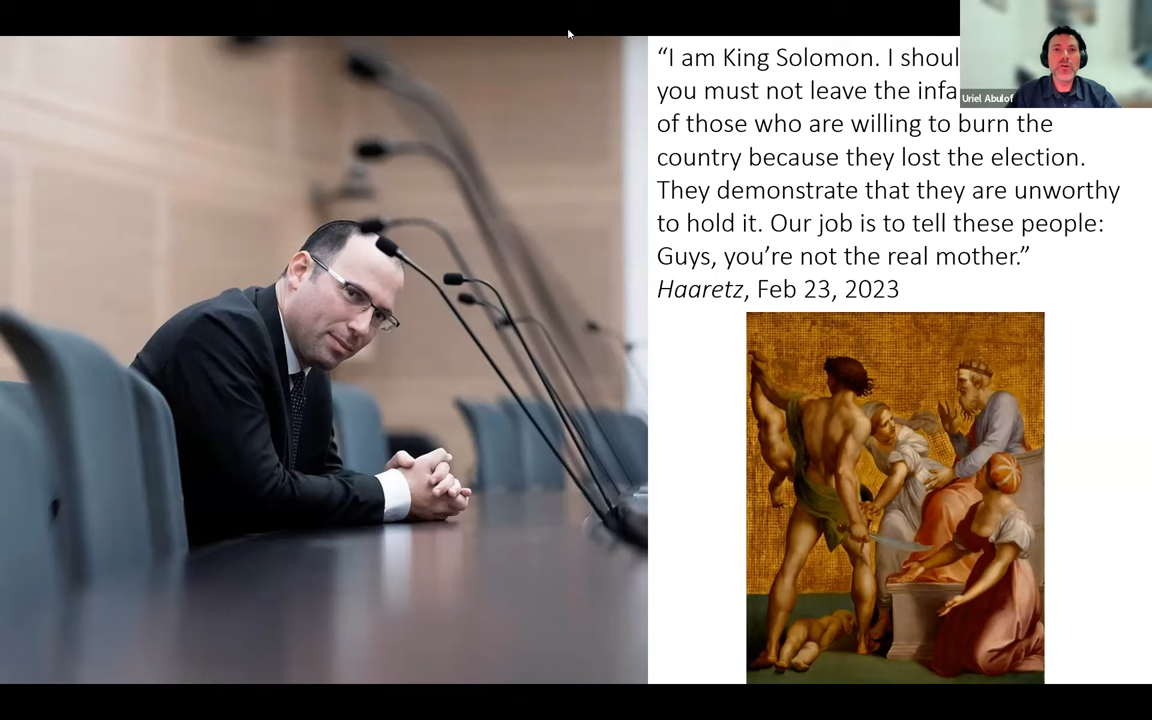 “I am King Solomon. I
you must not leave the
of those who are willing to burn the
country because they lost the election.
They demonstrate that they are unworthy
to hold it. Our job is to tell these people:
Guys, you’re not the real mother.”
Haaretz, Feb 23, 2023
Uriel Abulof